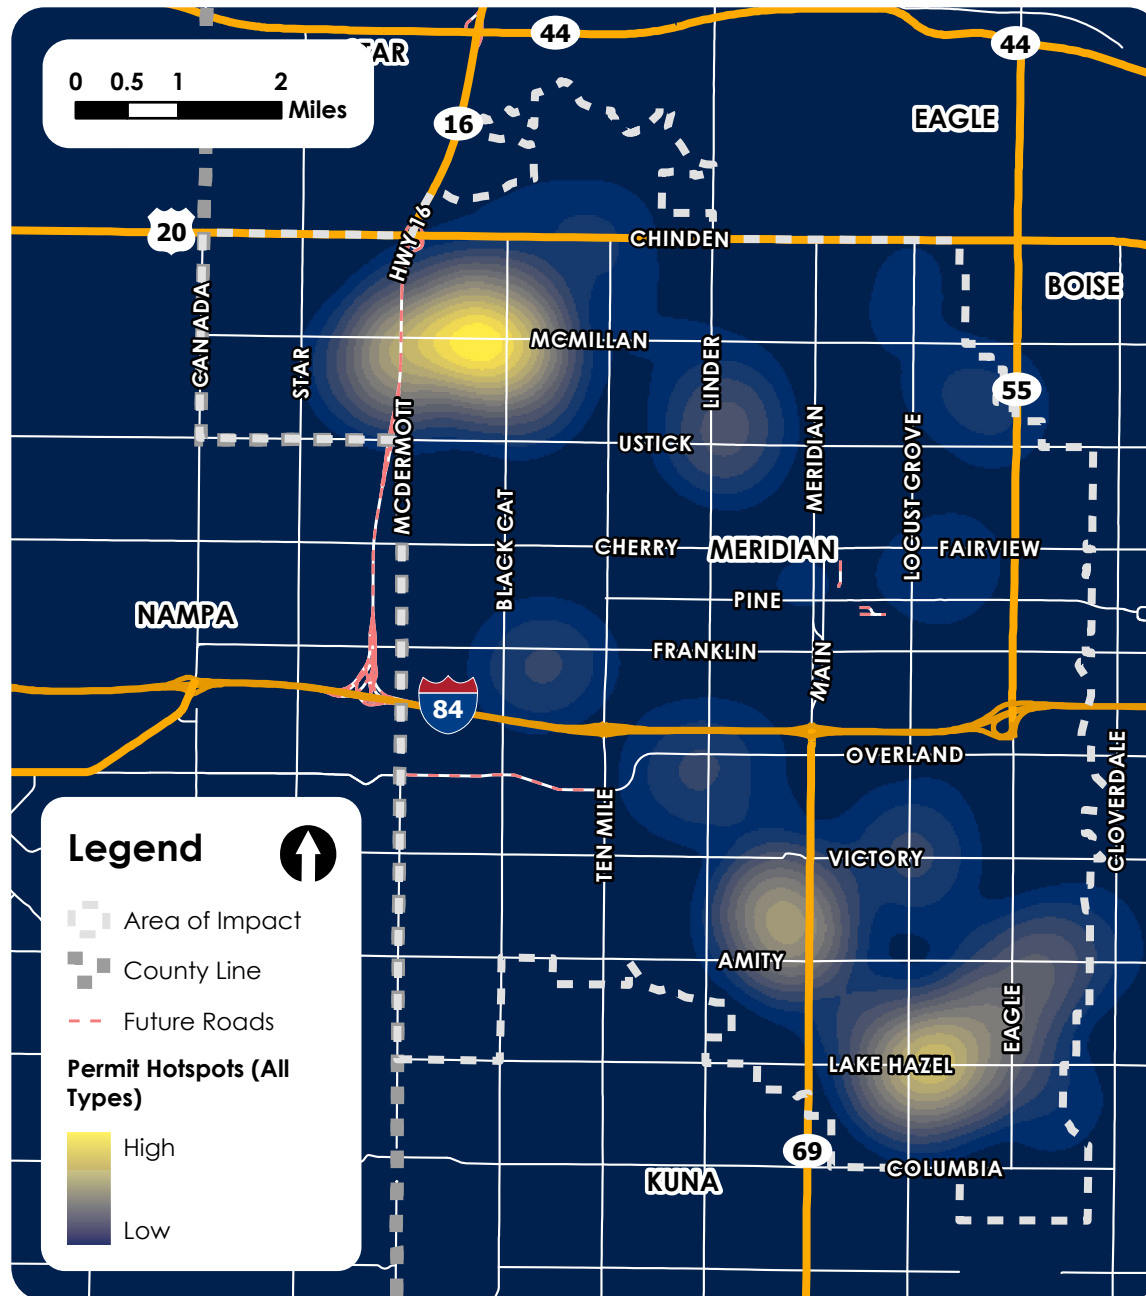 44
44
TAR
0 0.5 1 2
Miles
16
EAGLE
20
HWY 16
CHINDEN
BOISE
CANADA
STAR
MCMILLAN
LINDER
55
MCDERMOTT
USTICK
MERIDIAN
LOCUST GROVE
BLACK CAT
CHERRY
MERIDIAN
FAIRVIEW
NAMPA
PINE
FRANKLIN
MAIN
84
OVERLAND
CLOVERDALE
TEN MILE
VICTORY
AMITY
EAGLE
LAKE HAZEL
69
COLUMBIA
KUNA
Legend
Area of Impact
County Line
Future Roads
Permit Hotspots (All
Types)
High
Low